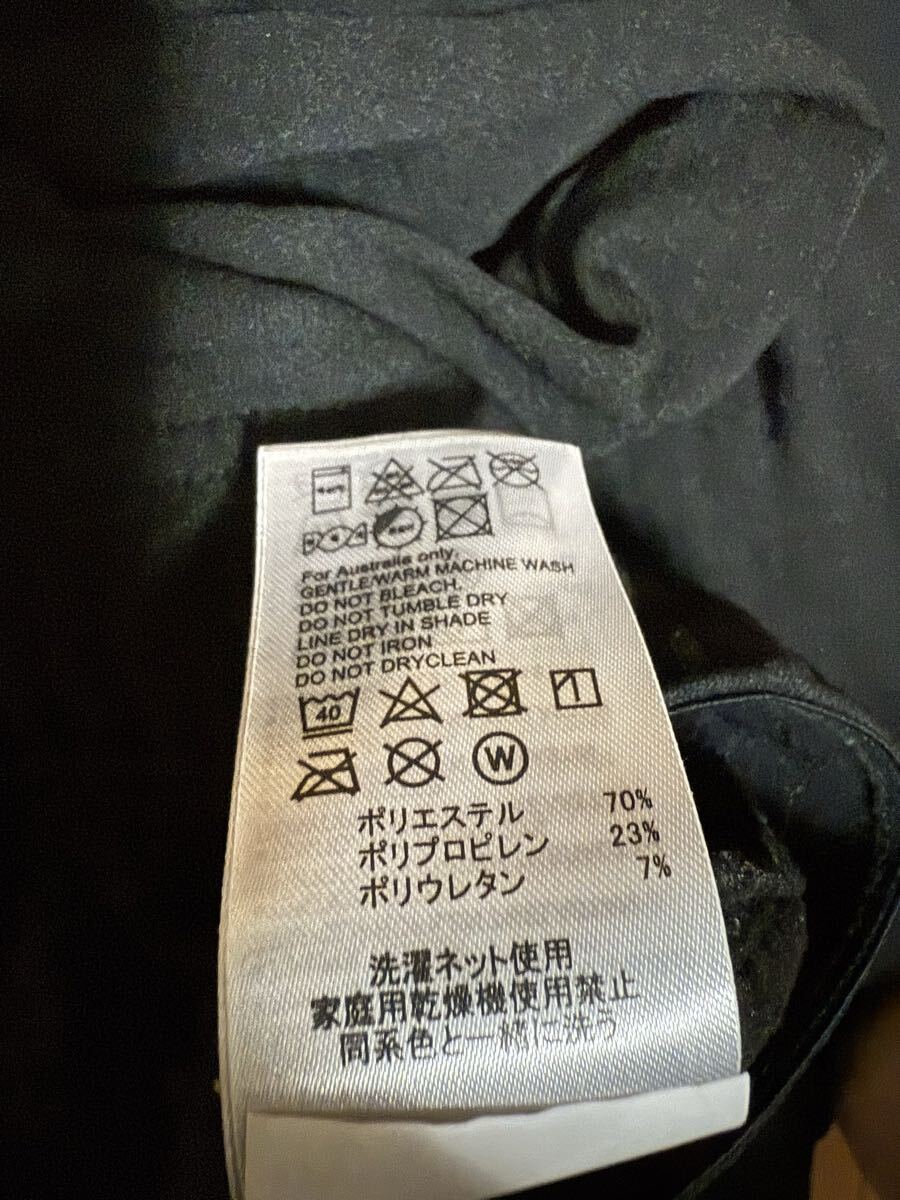 For Australia only.
GENTLE/WARM MACHINE WASH
DO NOT BLEACH.
DO NOT TUMBLE DRY
LINE DRY IN SHADE
DO NOT IRON
DO NOT DRYCLEAN
40
W
ポリエステル 70%
ポリプロピレン 23%
ポリウレタン 7%
洗濯ネット使用
家庭用乾燥機使用禁止
同系色と一緒に洗う